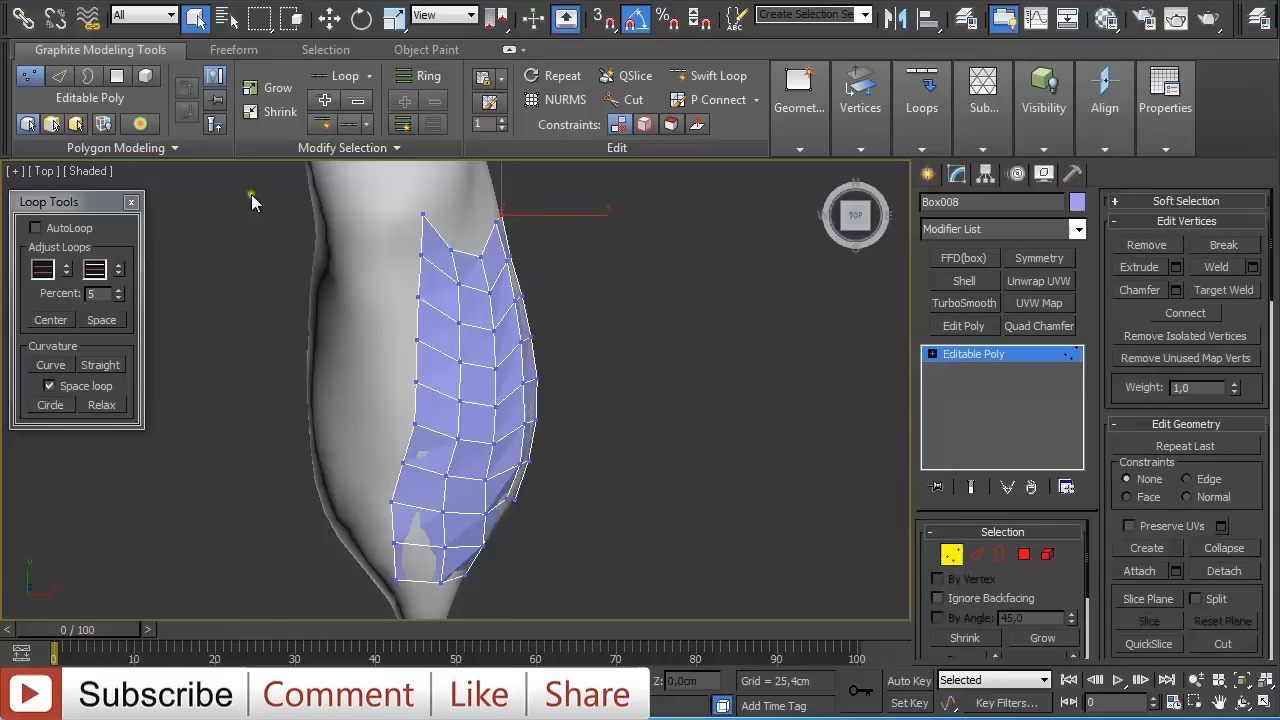 All
View
Create Selection Se
Graphite Modeling Tools
Freeform
Selection
Object Paint
Editable Poly
Polygon Modeling
Grow
Shrink
Loop
Ring
Modify Selection
1
Repeat
QSlice
Swift Loop
NURMS
Cut
P Connect
Constraints:
Edit
Geomet...
Vertices
Loops
Sub...
Visibility
Align
Properties
[ + ] [ Top ] [ Shaded ]
TOP
Loop Tools
AutoLoop
Adjust Loops
Percent: 5
Center
Space
Curvature
Curve
Straight
Space loop
Circle
Relax
Box008
Modifier List
FFD(box)
Symmetry
Shell
Unwrap UVW
TurboSmooth
UVW Map
Edit Poly
Quad Chamfer
Editable Poly
Selection
By Vertex
Ignore Backfacing
By Angle: 45,0
Shrink
Grow
Soft Selection
Edit Vertices
Remove
Break
Extrude
Weld
Chamfer
Target Weld
Connect
Remove Isolated Vertices
Remove Unused Map Verts
Weight: 1,0
Edit Geometry
Repeat Last
Constraints
None
Edge
Face
Normal
Preserve UVs
Create
Collapse
Attach
Detach
Slice Plane
Split
Slice
Reset Plane
QuickSlice
Cut
0 / 100
0
10
20
30
40
50
60
70
80
90
100
Subscribe
Comment
Like
Share
Z: 0,0cm
Grid = 25,4cm
Add Time Tag
Auto Key
Selected
Set Key
Key Filters...
0